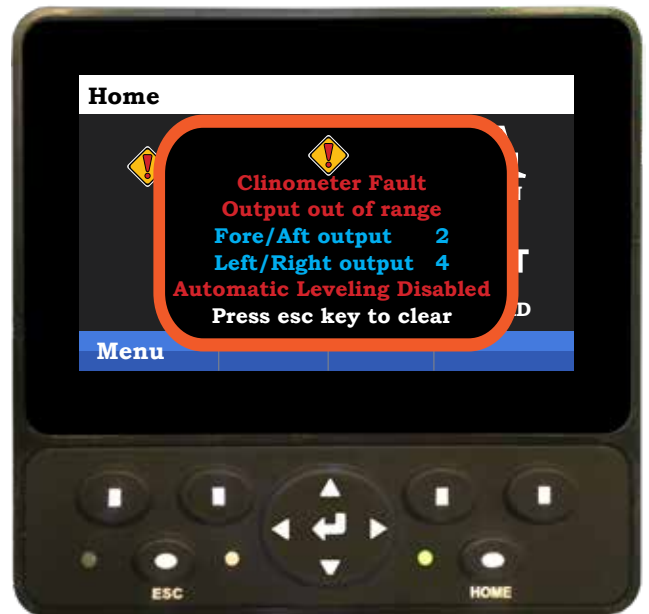 Home
Clinometer Fault
Output out of range
Fore/Aft output 2
Left/Right output 4
Automatic Leveling Disabled
Press esc key to clear
Menu
ESC
HOME